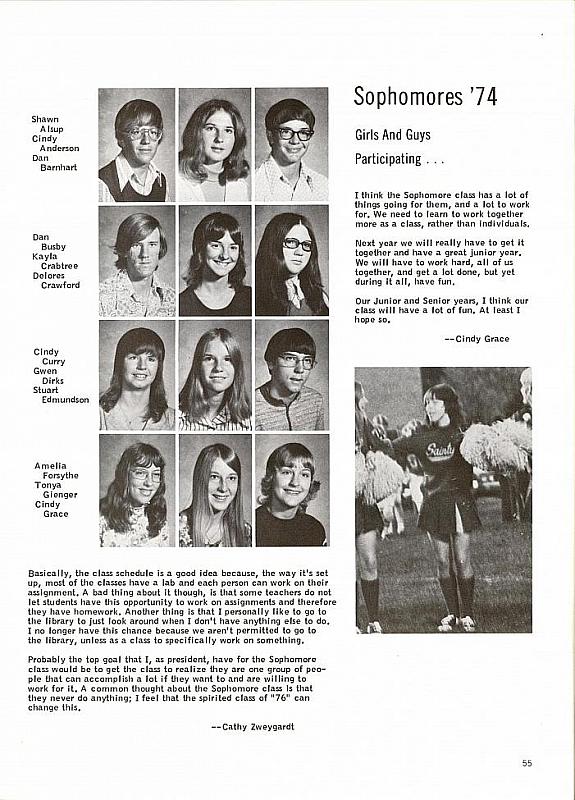 Sophomores '74
Girls And Guys
Participating . . .
Shawn
Alsup
Cindy
Anderson
Dan
Barnhart
Dan
Busby
Kayla
Crabtree
Delores
Crawford
Cindy
Curry
Gwen
Dirks
Stuart
Edmundson
Amelia
Forsythe
Tonya
Gienger
Cindy
Grace
I think the Sophomore class has a lot of
things going for them, and a lot to work
for. We need to learn to work together
more as a class, rather than individuals.
Next year we will really have to get it
together and have a great junior year.
We will have to work hard, all of us
together, and get a lot done, but yet
during it all, have fun.
Our Junior and Senior years, I think our
class will have a lot of fun. At least I
hope so.
--Cindy Grace
Saints
Basically, the class schedule is a good idea because, the way it's set
up, most of the classes have a lab and each person can work on their
assignment. A bad thing about it though, is that some teachers do not
let students have this opportunity to work on assignments and therefore
they have homework. Another thing is that I personally like to go to
the library to just look around when I don't have anything else to do.
I no longer have this chance because we aren't permitted to go to
the library, unless as a class to specifically work on something.
Probably the top goal that I, as president, have for the Sophomore
class would be to get the class to realize they are one group of peo-
ple that can accomplish a lot if they want to and are willing to
work for it. A common thought about the Sophomore class is that
they never do anything; I feel that the spirited class of "76" can
change this.
--Cathy Zweygardt
55